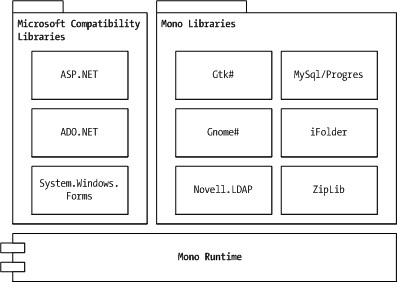 Microsoft Compatibility
Libraries
ASP.NET
ADO.NET
System.Windows.
Forms
Mono Libraries
Gtk#
MySql/Progres
Gnome#
iFolder
Novell.LDAP
ZipLib
Mono Runtime